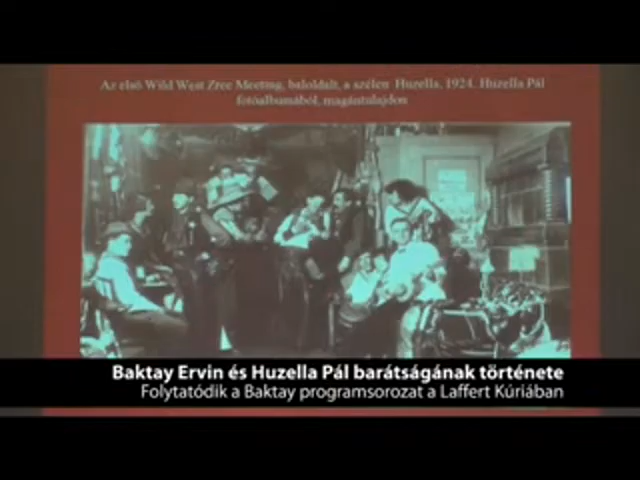 Az első Wild West Zree Meeting, baloldalt, a szélen Huzella, 1924. Huzella Pál
fotóalbumából, magántulajdon
Baktay Ervin és Huzella Pál barátságának története
Folytatódik a Baktay programsorozat a Laffert Kúriában